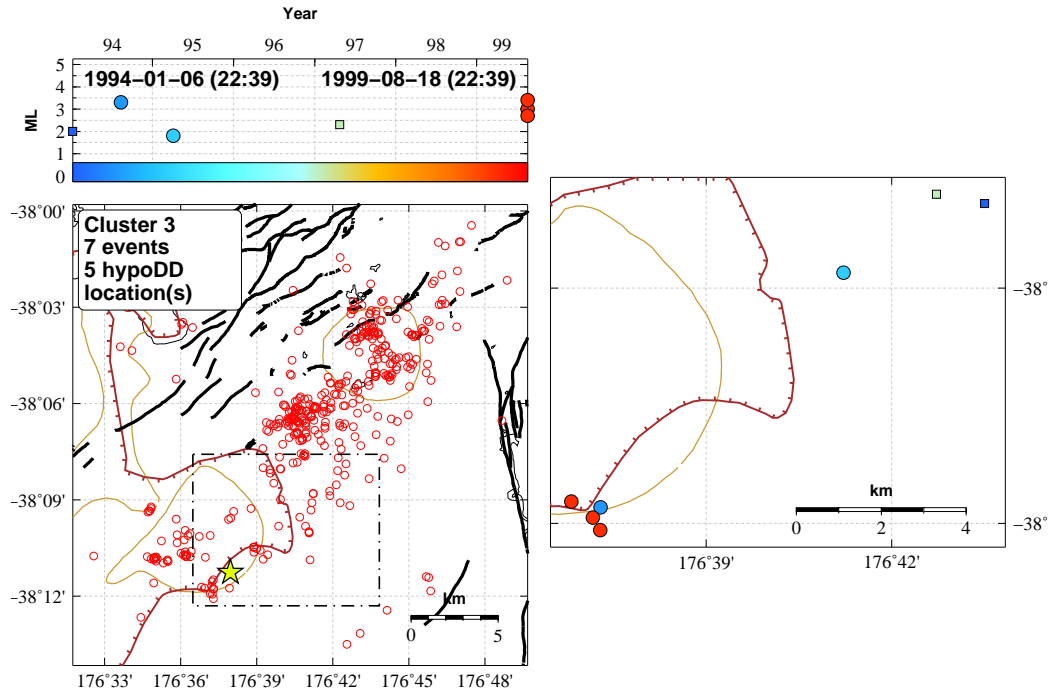 Year
94 95 96 97 98 99
5
4
3
2
1
0
ML
1994−01−06 (22:39) 1999−08−18 (22:39)
−38˚00'
−38˚03'
−38˚06'
−38˚09'
−38˚12'
Cluster 3
7 events
5 hypoDD
location(s)
km
0 5
176˚33' 176˚36' 176˚39' 176˚42' 176˚45' 176˚48'
−38˚
−38˚
km
0 2 4
176˚39' 176˚42'